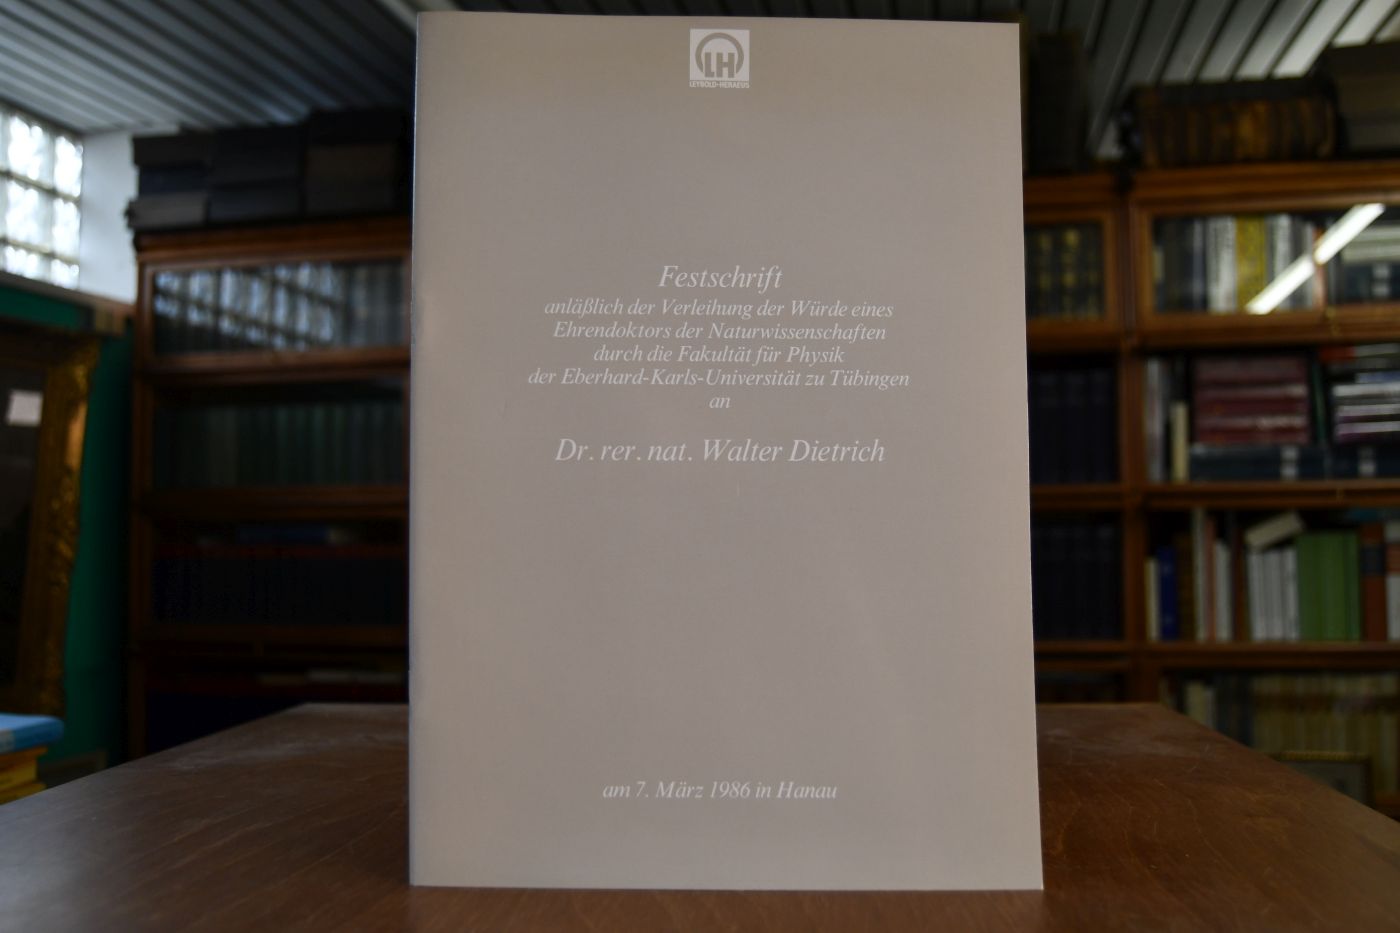 LH
LEYBOLD-HERAEUS
Festschrift
anläßlich der Verleihung der Würde eines
Ehrendoktors der Naturwissenschaften
durch die Fakultät für Physik
der Eberhard-Karls-Universität zu Tübingen
an
Dr. rer. nat. Walter Dietrich
am 7. März 1986 in Hanau